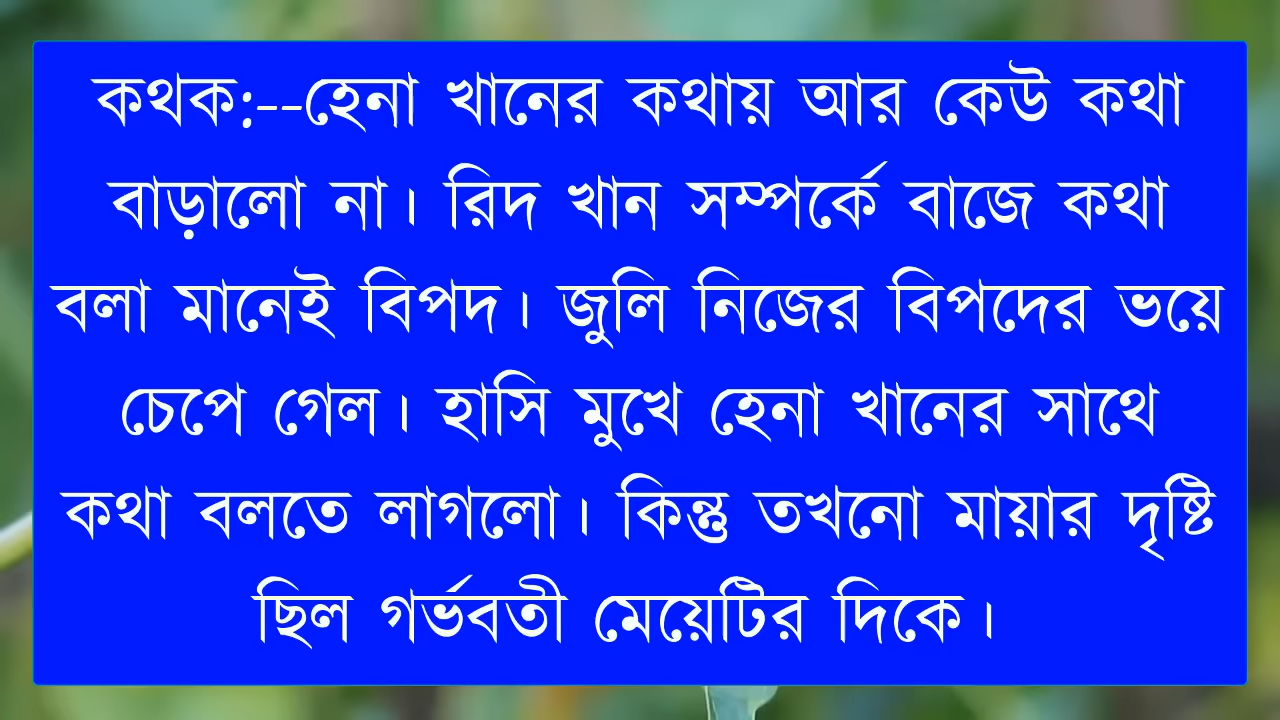 কথক:--হেনা খানের কথায় আর কেউ কথা
বাড়ালো না। রিদ খান সম্পর্কে বাজে কথা
বলা মানেই বিপদ। জুলি নিজের বিপদের ভয়ে
চেপে গেল। হাসি মুখে হেনা খানের সাথে
কথা বলতে লাগলো। কিন্তু তখনো মায়ার দৃষ্টি
ছিল গর্ভবতী মেয়েটির দিকে।